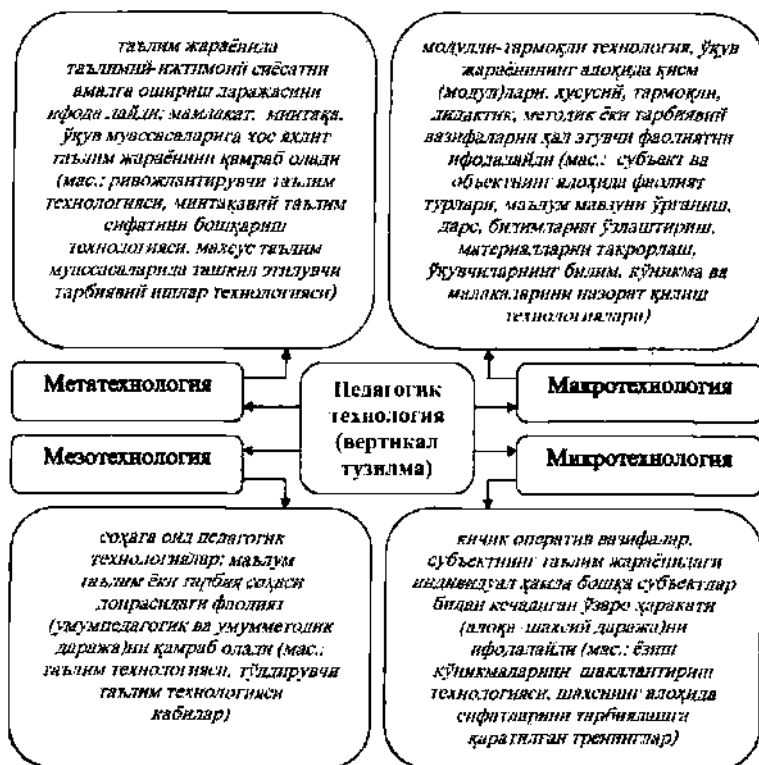 таълим жараёнида
таълимий-ижтимоий сиёсатни
амалга ошириш даражасини
ифодалайди; мамлакат, минтақа,
ўқув муассасаларига хос яхлит
таълим жараёнини қамраб олади
(мас.: ривожлантирувчи таълим
технологияси, минтақавий таълим
сифатини бошқариш
технологияси, махсус таълим
муассасаларида ташкил этилувчи
тарбиявий ишлар технологияси)
модулли-тармоқли технология, ўқув
жараёнининг алоҳида қисм
(модул)лари, хусусий, тармоқли,
дидактик, методик ёки тарбиявий
вазифаларни ҳал этувчи фаолиятни
ифодалайди (мас.: субъект ва
объектнинг алоҳида фаолият
турлари, маълум мавзуни ўрганиш,
дарс, билимларни ўзлаштириш,
материалларни такрорлаш,
ўқувчиларнинг билим, кўникма ва
малакаларини назорат қилиш
технологиялари)
Метатехнология
Педагогик
технология
(вертикал
тузилма)
Макротехнология
Мезотехнология
Микротехнология
соҳага оид педагогик
технологиялар; маълум
таълим ёки тарбия соҳаси
доирасидаги фаолият
(умумпедагогик ва умумметодик
даража)ни қамраб олади (мас.:
таълим технологияси, тўлдирувчи
таълим технологияси
кабилар)
кичик оператив вазифалар,
субъектнинг таълим жараёнидаги
индивидуал ҳамда бошқа субъектлар
билан кечадиган ўзаро ҳаракати
(алоқа-шахсий даража)ни
ифодалайди (мас.: ёзиш
кўникмаларини шакллантириш
технологияси, шахснинг алоҳида
сифатларини тарбиялашга
қаратилган тренинглар)